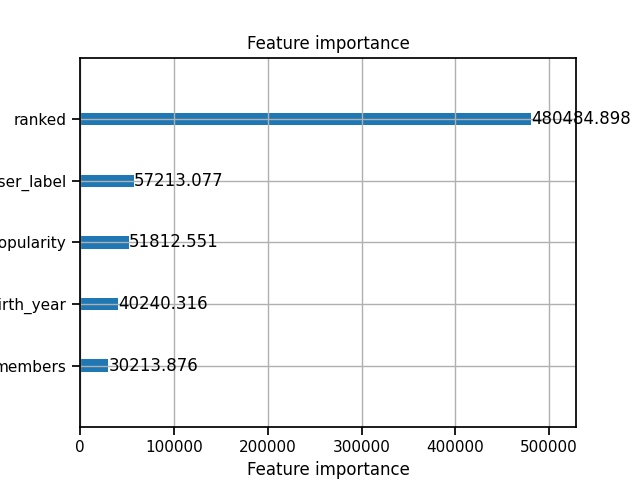 Feature importance
ranked 480484.898
ser_label 57213.077
opularity 51812.551
irth_year 40240.316
members 30213.876
0 100000 200000 300000 400000 500000
Feature importance